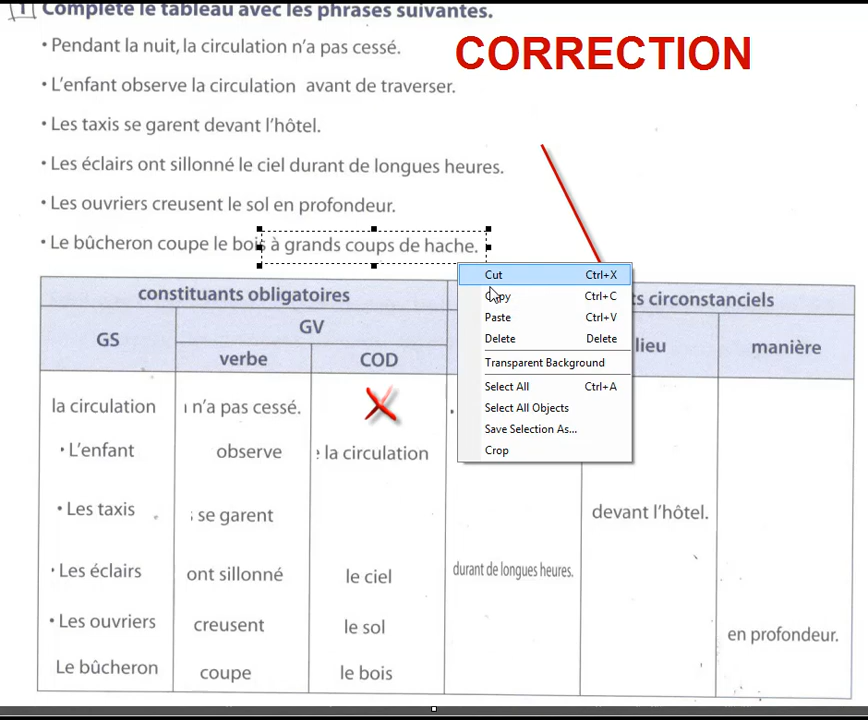 1 Complète le tableau avec les phrases suivantes.
CORRECTION
• Pendant la nuit, la circulation n'a pas cessé.
• L'enfant observe la circulation avant de traverser.
• Les taxis se garent devant l'hôtel.
• Les éclairs ont sillonné le ciel durant de longues heures.
• Les ouvriers creusent le sol en profondeur.
• Le bûcheron coupe le bois à grands coups de hache.
Cut Ctrl+X
Copy Ctrl+C
Paste Ctrl+V
Delete Delete
Transparent Background
Select All Ctrl+A
Select All Objects
Save Selection As...
Crop
constituants obligatoires circonstanciels
GS GV lieu manière
verbe COD
la circulation n'a pas cessé.
• L'enfant observe la circulation
• Les taxis se garent devant l'hôtel.
• Les éclairs ont sillonné le ciel durant de longues heures.
• Les ouvriers creusent le sol en profondeur.
Le bûcheron coupe le bois